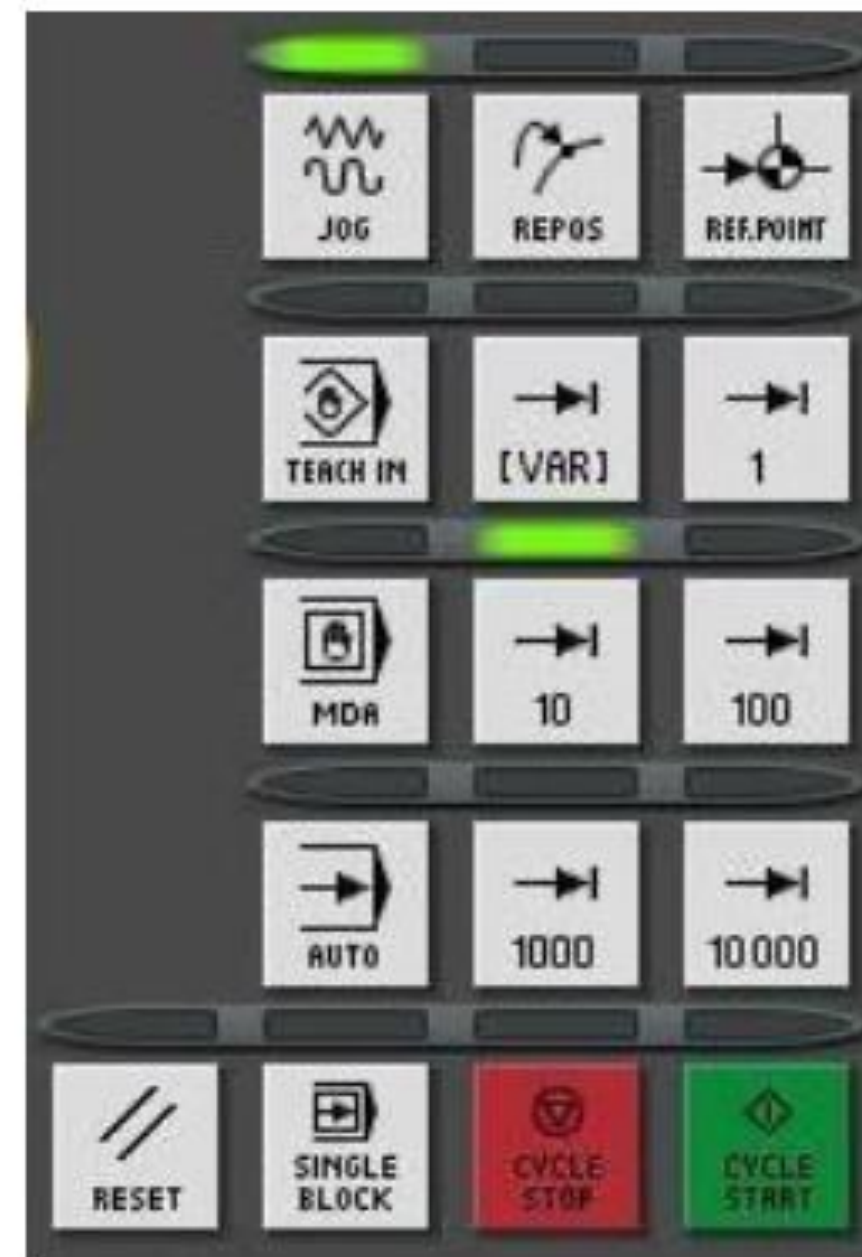 JOG
REPOS
REF.POINT
TEACH IN
[VAR]
1
MDA
10
100
AUTO
1000
10000
RESET
SINGLE
BLOCK
CYCLE
STOP
CYCLE
START